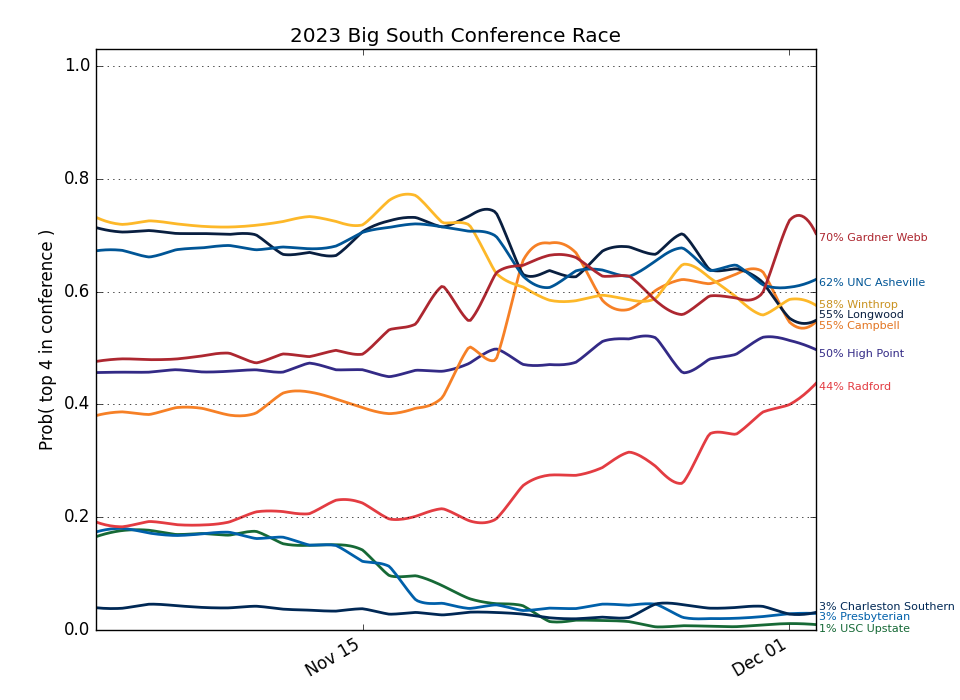 2023 Big South Conference Race
Prob( top 4 in conference )
1.0
0.8
0.6
0.4
0.2
0.0
Nov 15
Dec 01
70% Gardner Webb
62% UNC Asheville
58% Winthrop
55% Longwood
55% Campbell
50% High Point
44% Radford
3% Charleston Southern
3% Presbyterian
1% USC Upstate